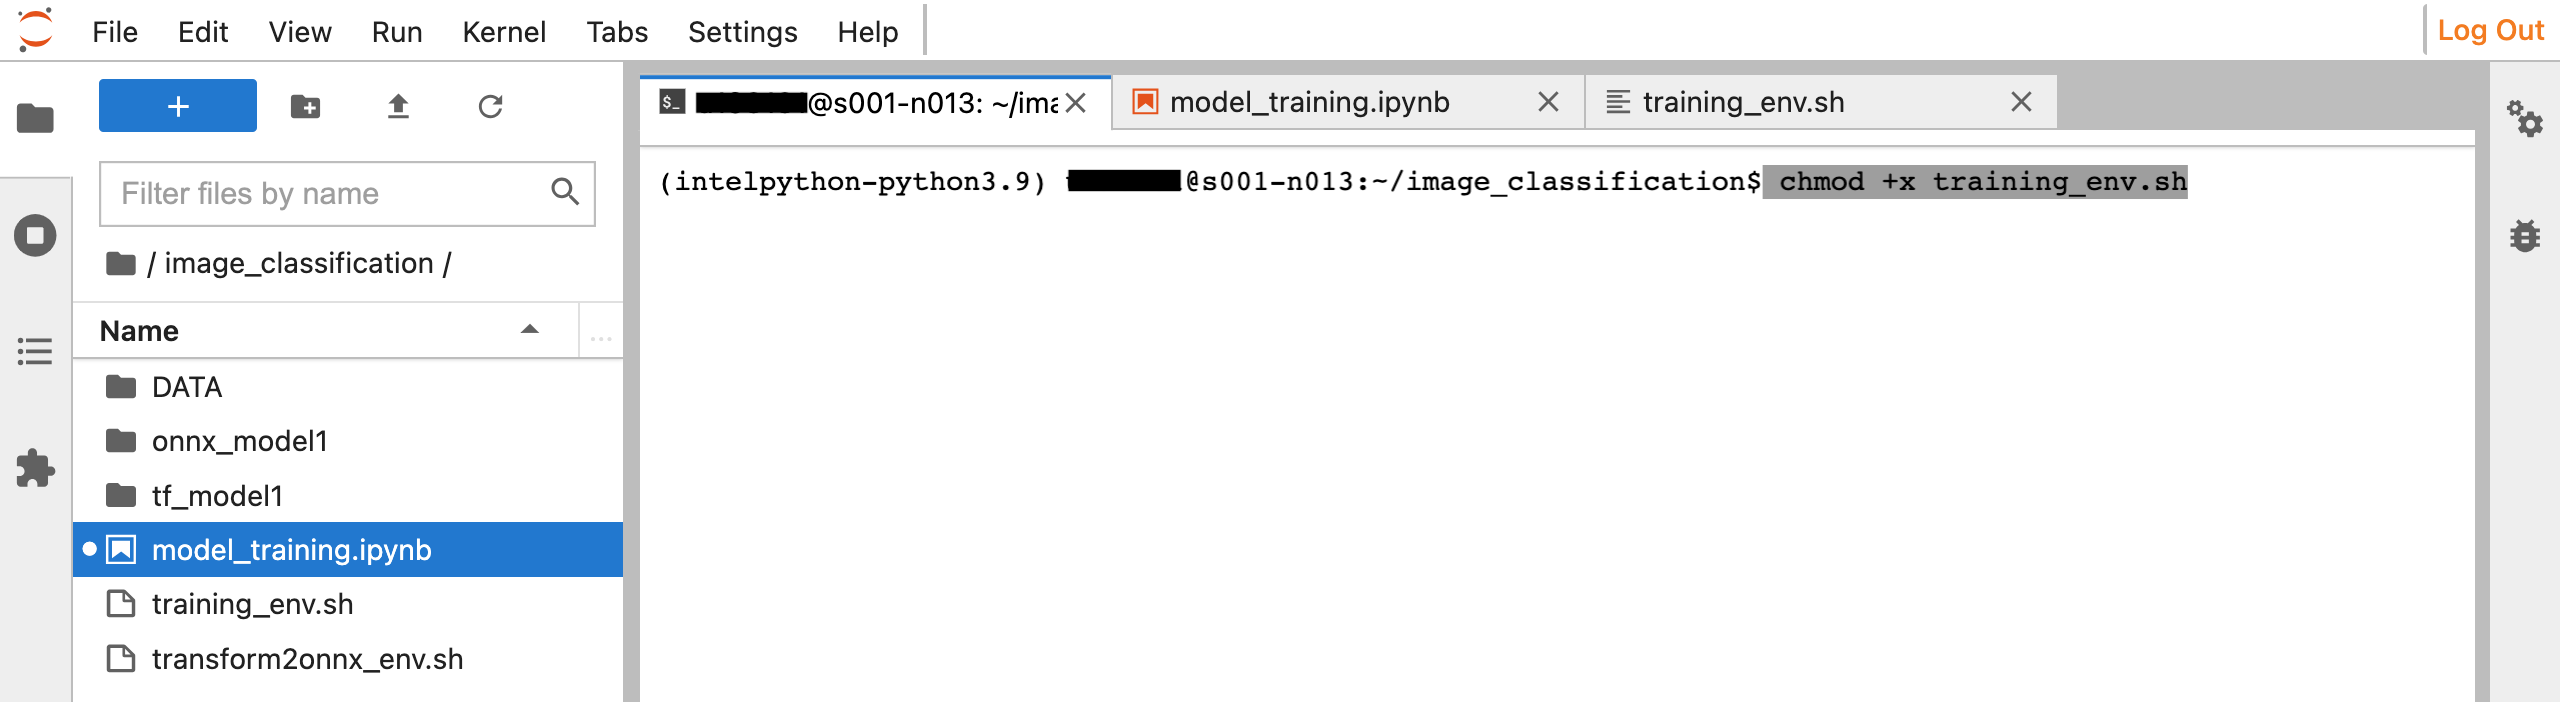 File Edit View Run Kernel Tabs Settings Help
Log Out
@s001-n013: ~/ima
model_training.ipynb
training_env.sh
Filter files by name
/ image_classification /
Name
...
DATA
onnx_model1
tf_model1
model_training.ipynb
training_env.sh
transform2onnx_env.sh
(intelpython-python3.9) @s001-n013:~/image_classification$ chmod +x training_env.sh